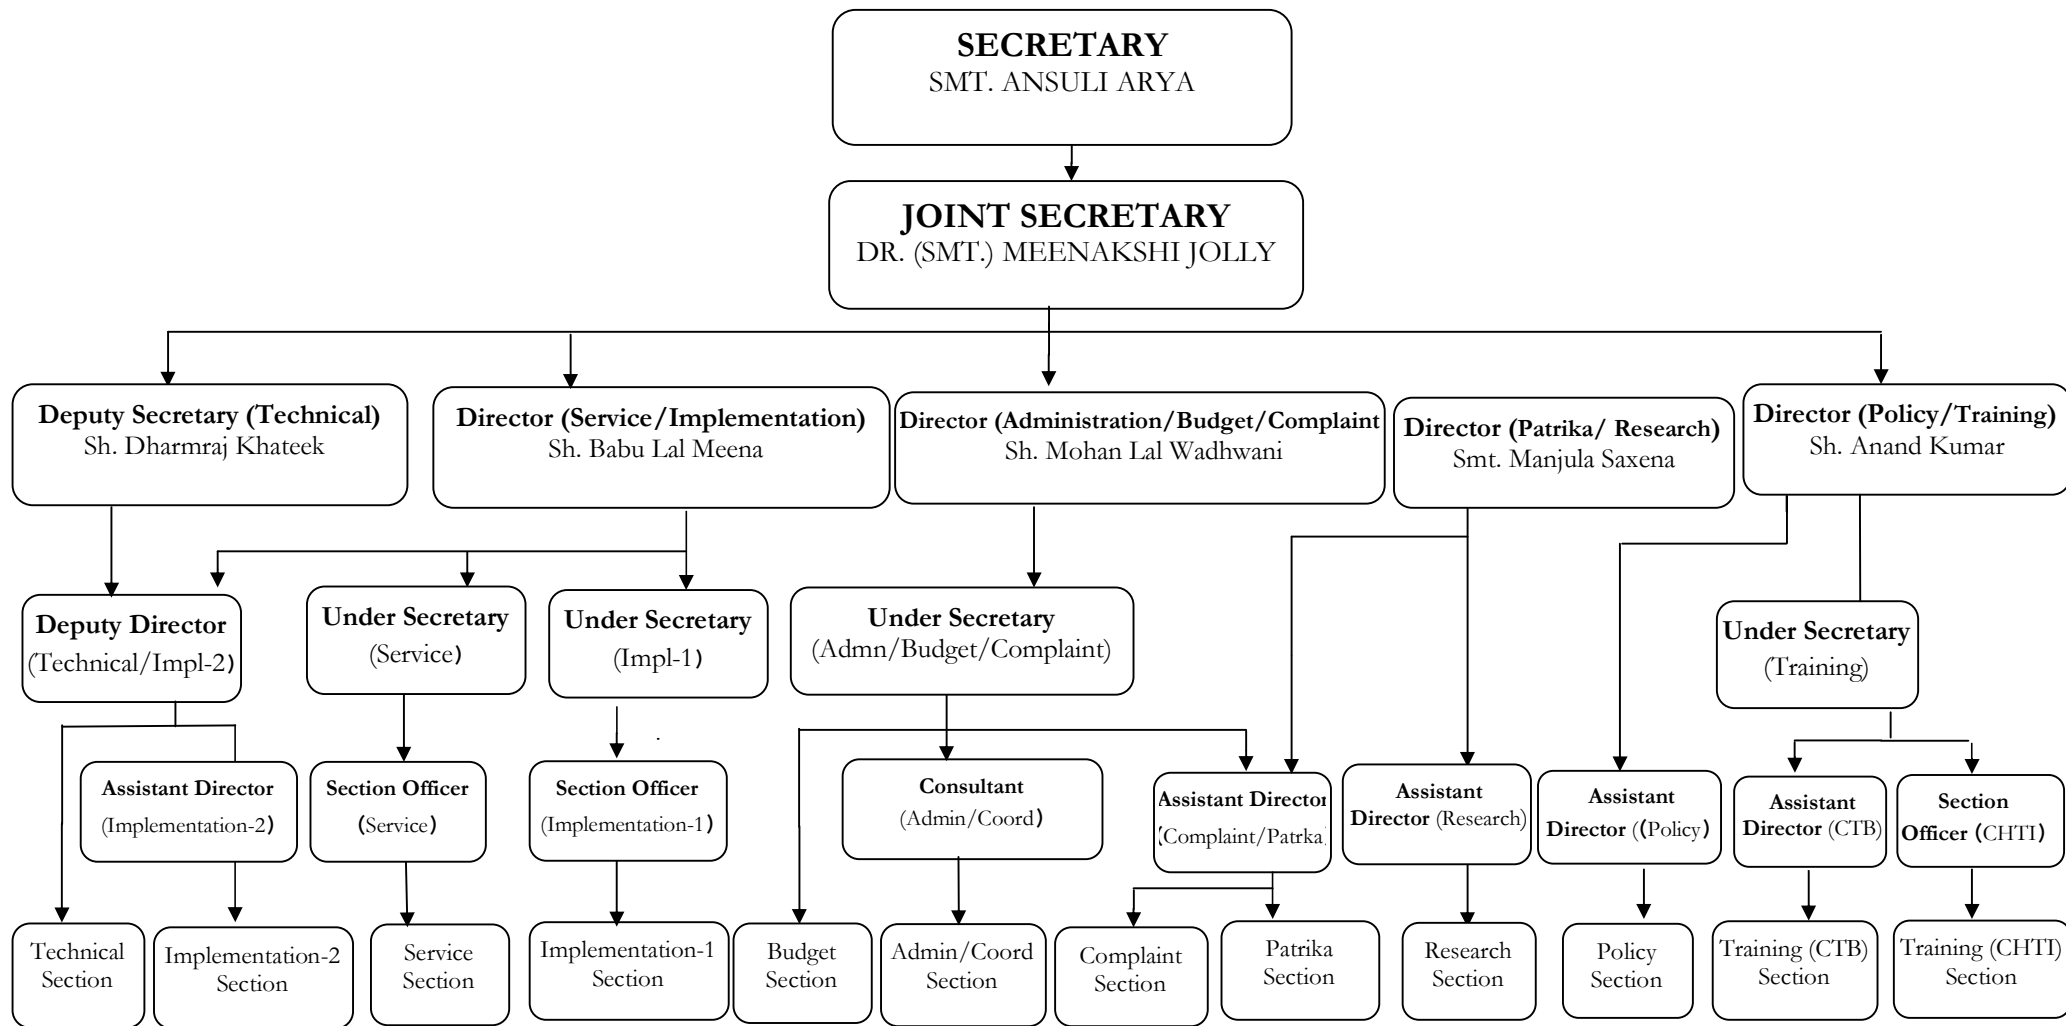 SECRETARY
SMT. ANSULI ARYA
JOINT SECRETARY
DR. (SMT.) MEENAKSHI JOLLY
Deputy Secretary (Technical)
Sh. Dharmraj Khateek
Director (Service/Implementation)
Sh. Babu Lal Meena
Director (Administration/Budget/Complaint
Sh. Mohan Lal Wadhwani
Director (Patrika/ Research)
Smt. Manjula Saxena
Director (Policy/Training)
Sh. Anand Kumar
Deputy Director
(Technical/Impl-2)
Under Secretary
(Service)
Under Secretary
(Impl-1)
Under Secretary
(Admn/Budget/Complaint)
Under Secretary
(Training)
Assistant Director
(Implementation-2)
Section Officer
(Service)
Section Officer
(Implementation-1)
Consultant
(Admin/Coord)
Assistant Director
(Complaint/Patrka)
Assistant
Director (Research)
Assistant
Director ((Policy)
Assistant
Director (CTB)
Section
Officer (CHTI)
Technical
Section
Implementation-2
Section
Service
Section
Implementation-1
Section
Budget
Section
Admin/Coord
Section
Complaint
Section
Patrika
Section
Research
Section
Policy
Section
Training (CTB)
Section
Training (CHTI)
Section